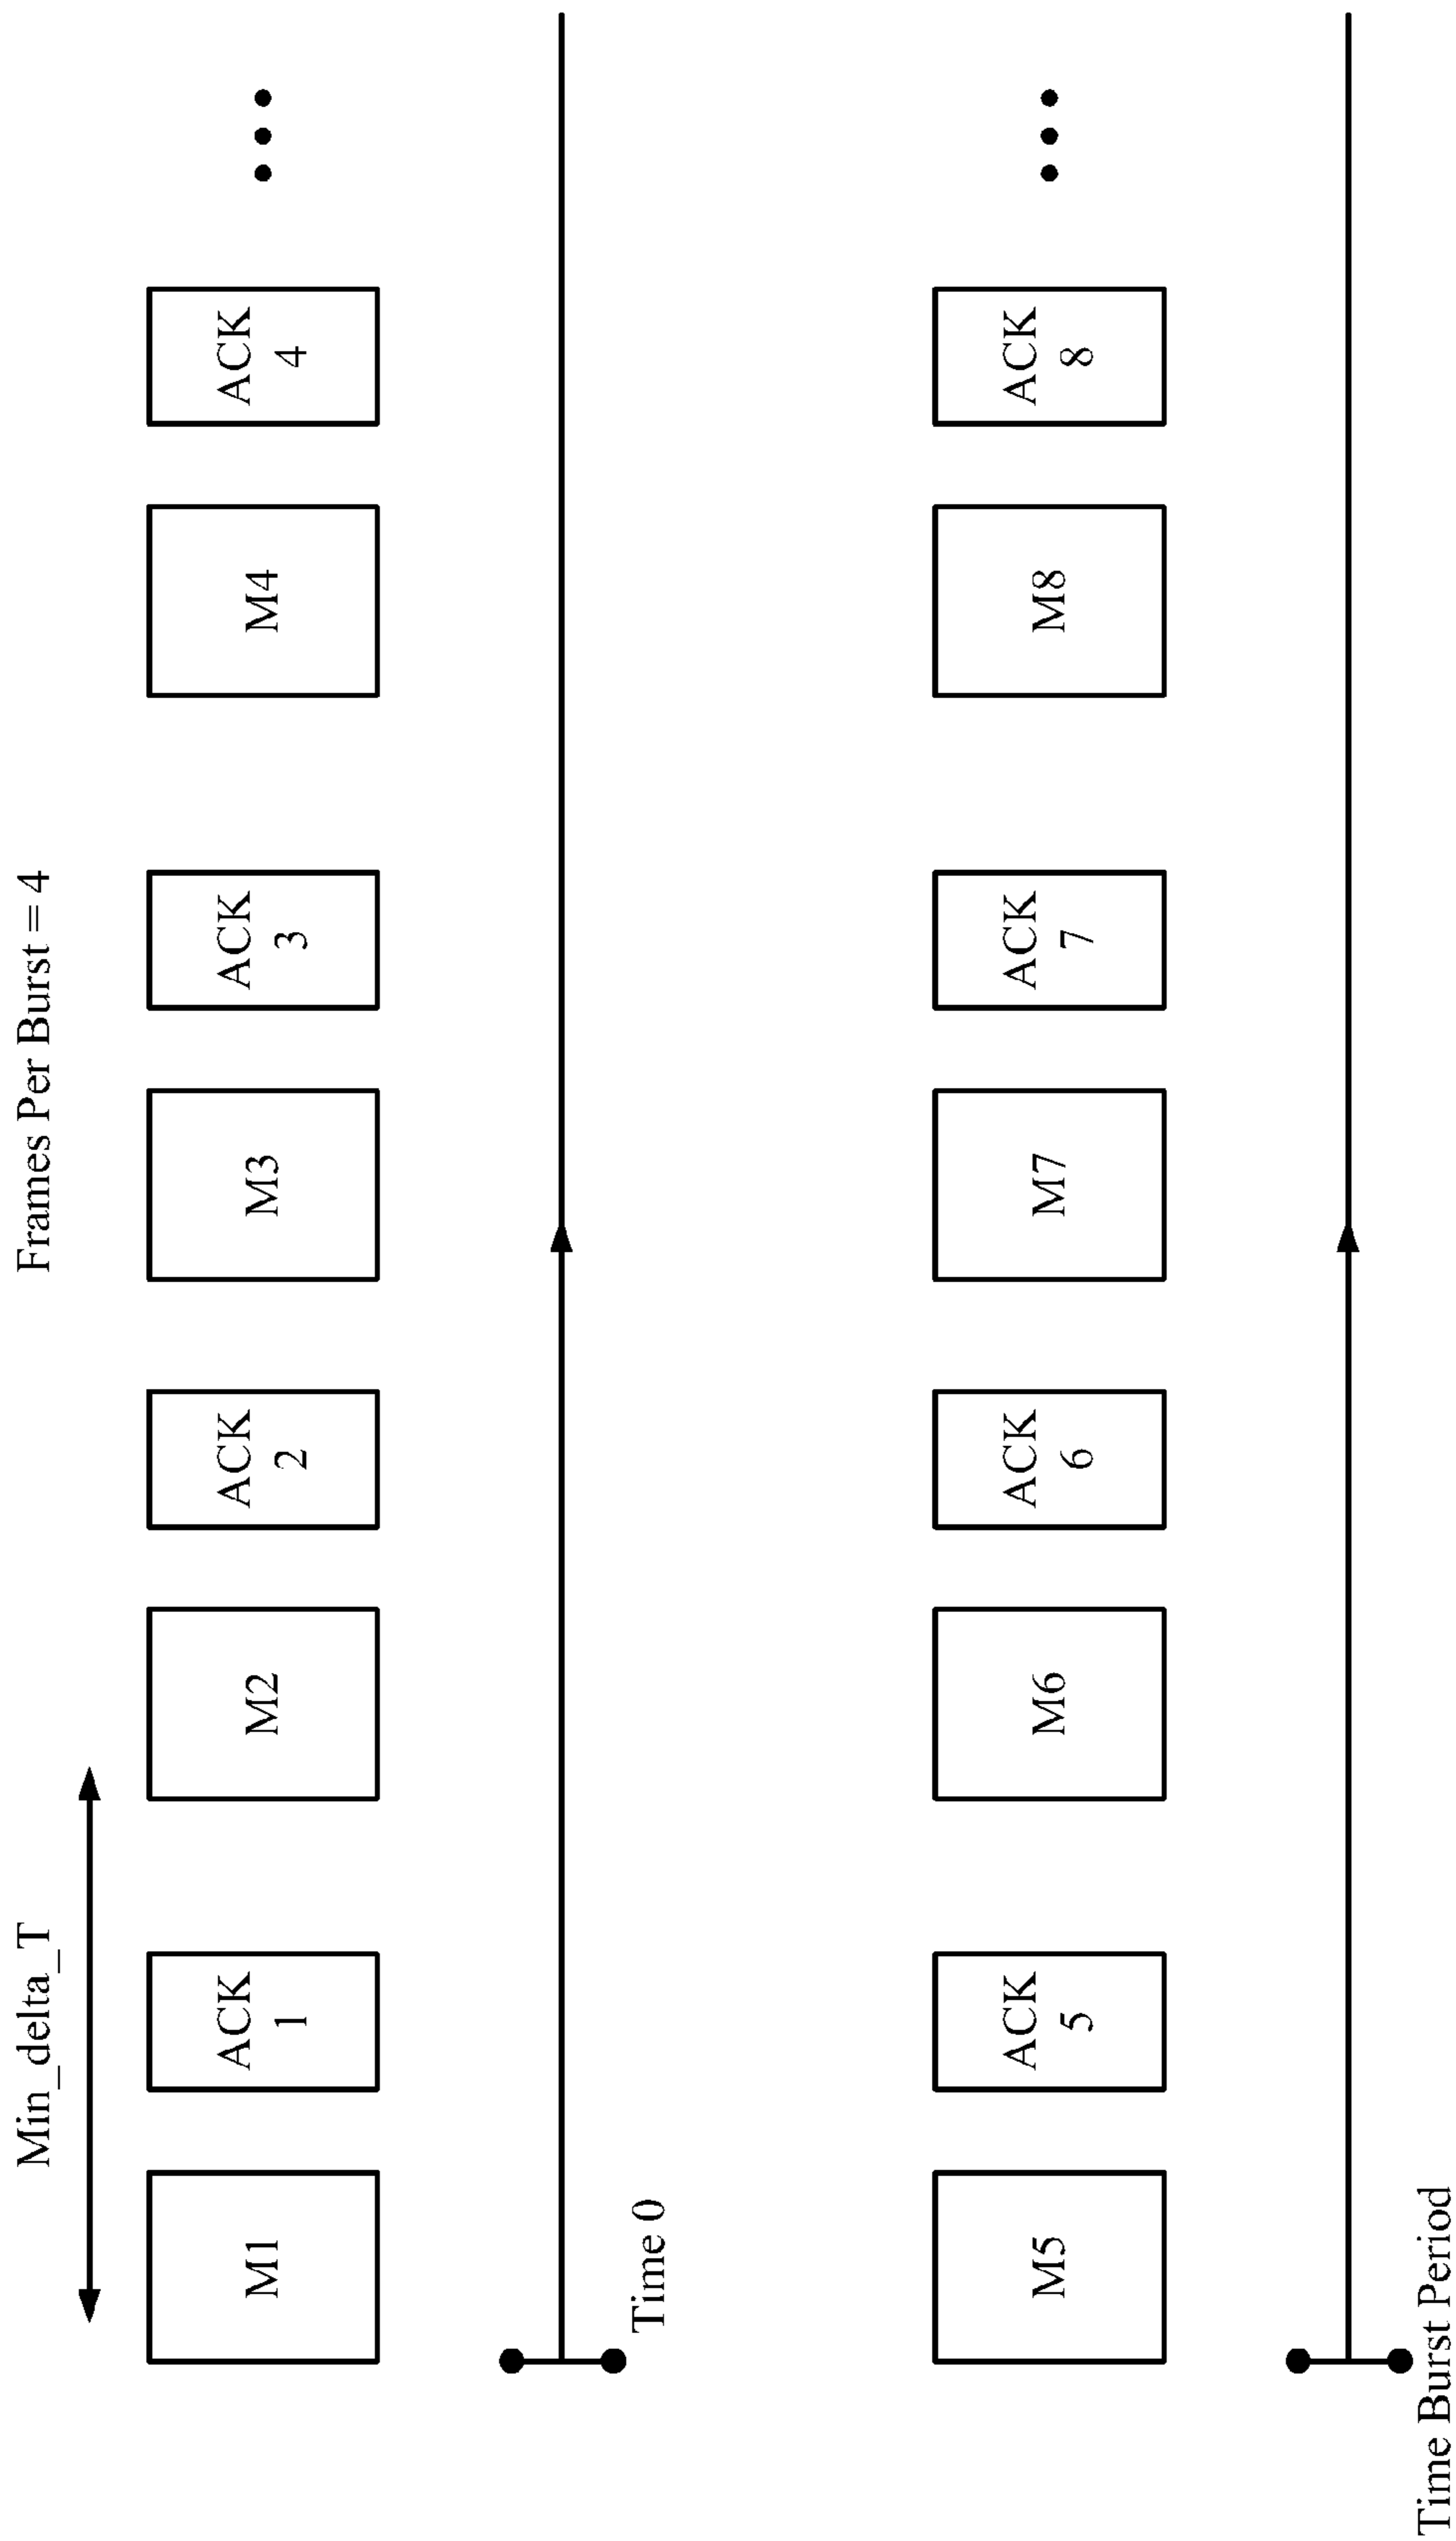 Min_delta_T
Frames Per Burst = 4
M1
ACK
1
M2
ACK
2
M3
ACK
3
M4
ACK
4
Time 0
M5
ACK
5
M6
ACK
6
M7
ACK
7
M8
ACK
8
Time Burst Period